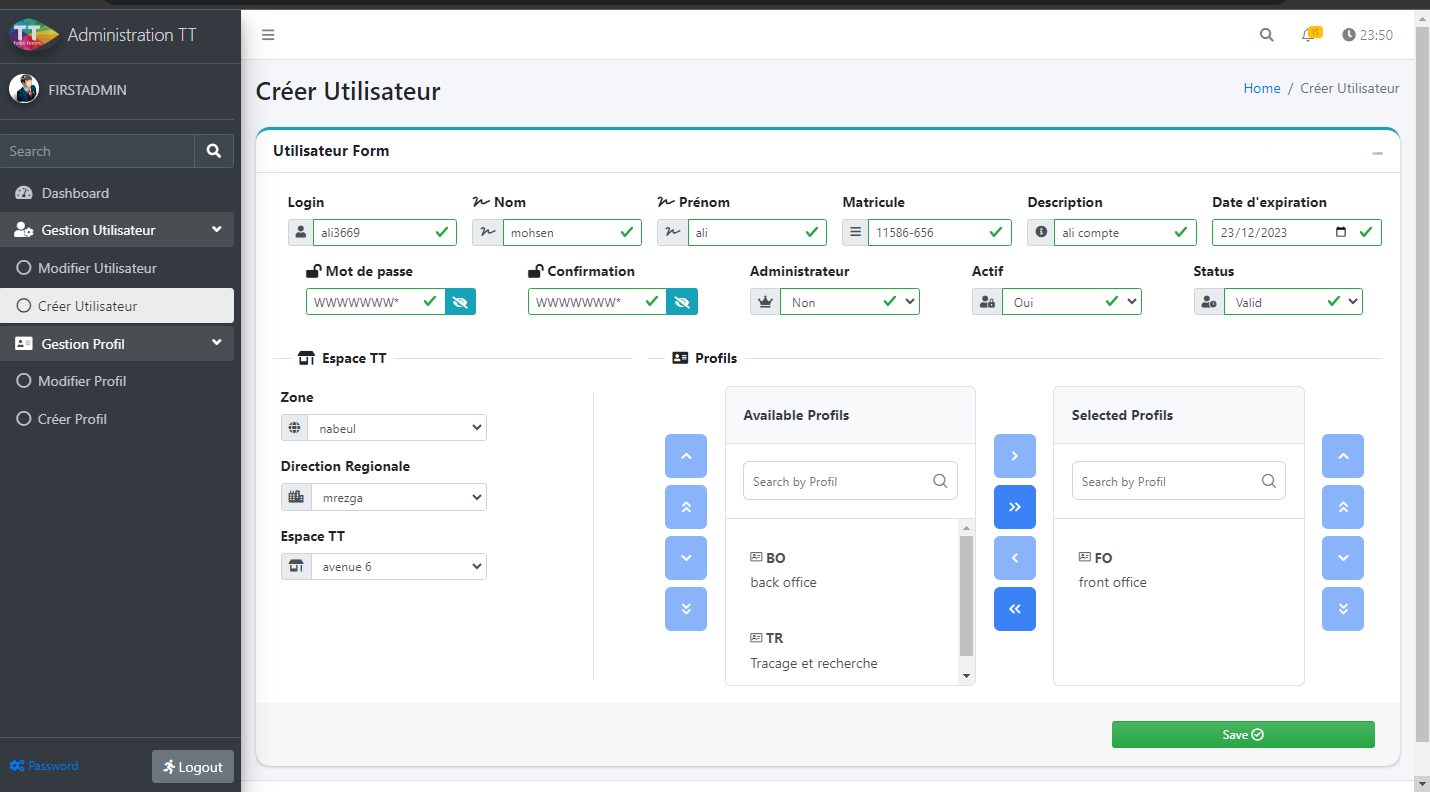 TT
Administration TT
23:50
FIRSTADMIN
Créer Utilisateur
Home / Créer Utilisateur
Search
Utilisateur Form
Dashboard
Gestion Utilisateur
Modifier Utilisateur
Créer Utilisateur
Gestion Profil
Modifier Profil
Créer Profil
Login
Nom
Prénom
Matricule
Description
Date d'expiration
ali3669
mohsen
ali
11586-656
ali compte
23/12/2023
Mot de passe
Confirmation
Administrateur
Actif
Status
WWWWWWW*
WWWWWWW*
Non
Oui
Valid
Espace TT
Profils
Zone
nabeul
Direction Regionale
mrezga
Espace TT
avenue 6
Available Profils
Search by Profil
BO
back office
TR
Tracage et recherche
Selected Profils
Search by Profil
FO
front office
Save
Password
Logout